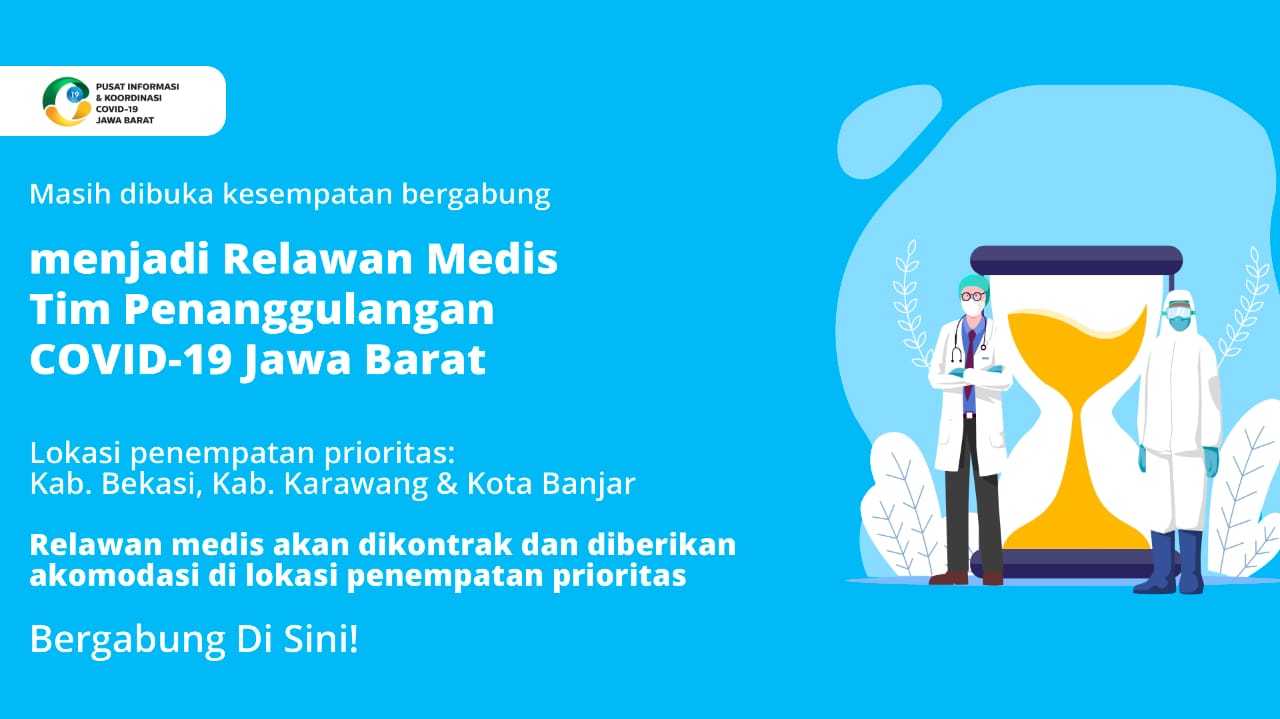 19
PUSAT INFORMASI
& KOORDINASI
COVID-19
JAWA BARAT
Masih dibuka kesempatan bergabung
menjadi Relawan Medis
Tim Penanggulangan
COVID-19 Jawa Barat
Lokasi penempatan prioritas:
Kab. Bekasi, Kab. Karawang & Kota Banjar
Relawan medis akan dikontrak dan diberikan
akomodasi di lokasi penempatan prioritas
Bergabung Di Sini!